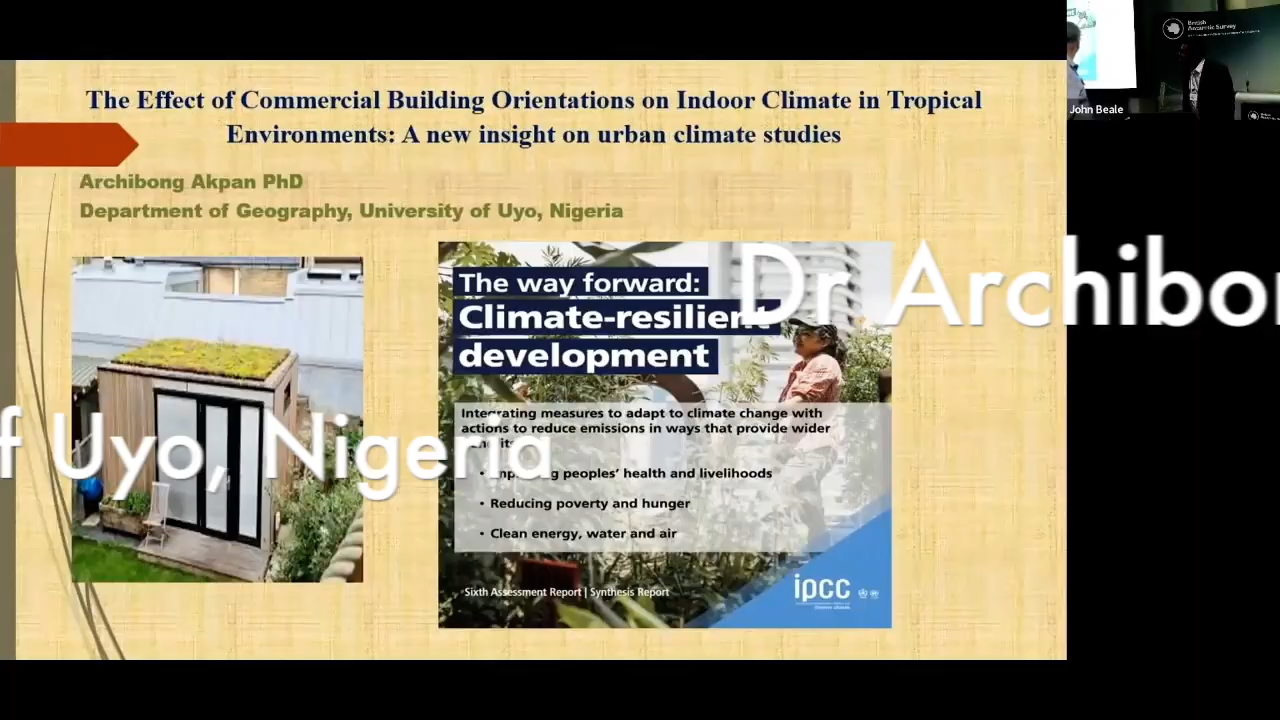 The Effect of Commercial Building Orientations on Indoor Climate in Tropical
Environments: A new insight on urban climate studies
Archibong Akpan PhD
Department of Geography, University of Uyo, Nigeria
The way forward:
Climate-resilient
development
Integrating measures to adapt to climate change with
actions to reduce emissions in ways that provide wider
peoples’ health and livelihoods
• Reducing poverty and hunger
• Clean energy, water and air
Sixth Assessment Report | Synthesis Report
ipcc
Dr Archibo
f Uyo, Nigeria
British
Antarctic Survey
John Beale